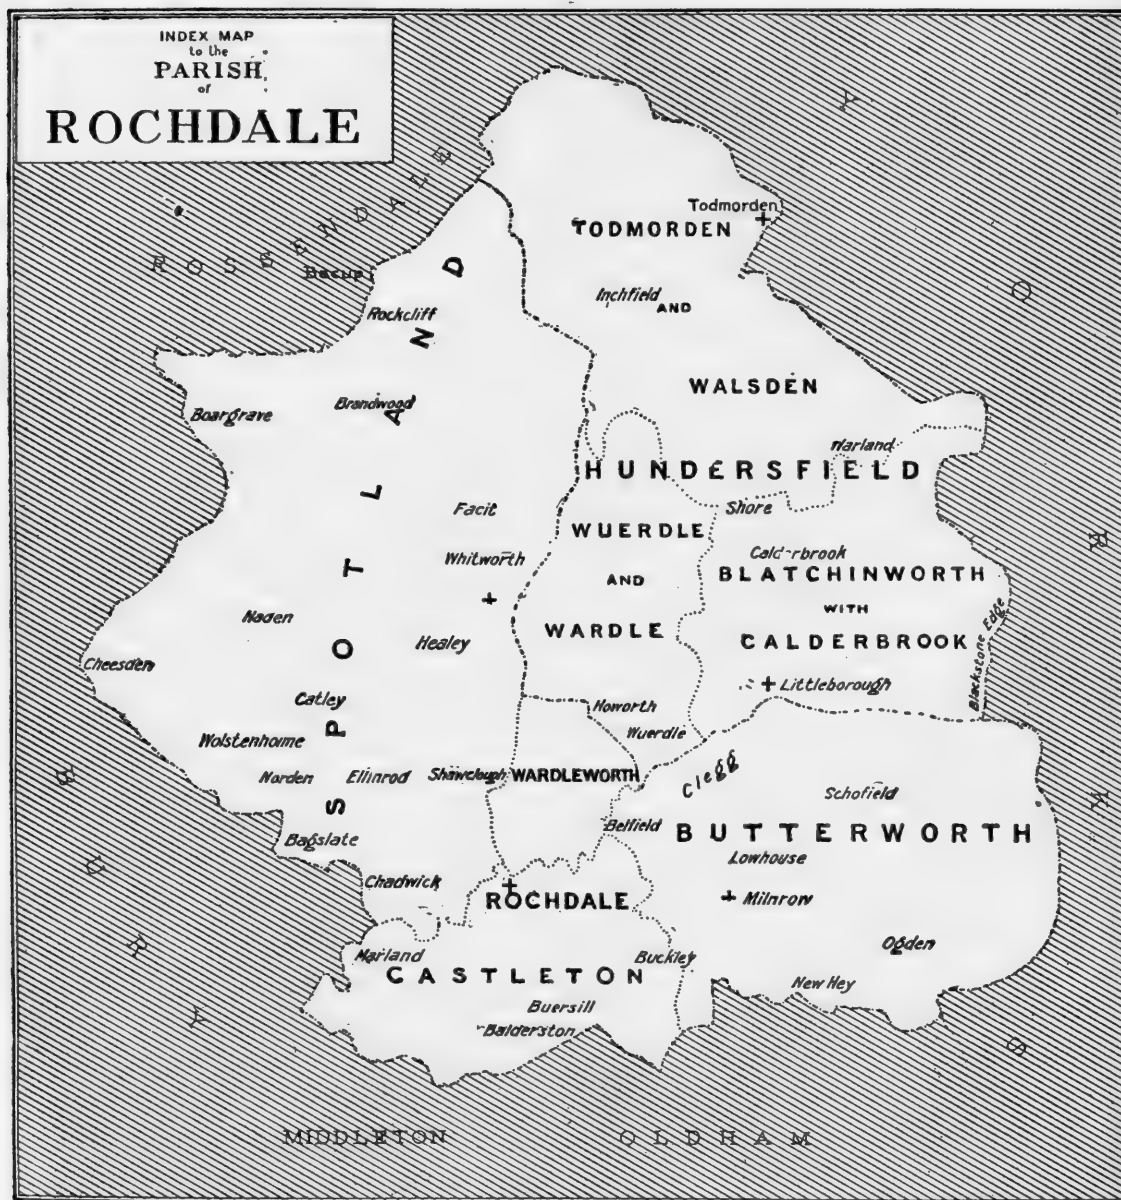 INDEX MAP
to the
PARISH
of
ROCHDALE
ROSSENDALE
YORKS
BURY
MIDDLETON
OLDHAM
Todmorden
TODMORDEN
AND
WALSDEN
Inchfield
Bacup
Rockcliff
SPOTLAND
Boargrave
Brandwood
Warland
HUNDERSFIELD
Facit
Shore
WUERDLE
AND
WARDLE
Whitworth
Calderbrook
BLATCHINWORTH
WITH
CALDERBROOK
Blackstone Edge
Naden
Healey
Cheesden
Littleborough
Catley
Howorth
Wuerdle
Wolstenholme
Norden
Ellinrod
Shawclough
WARDLEWORTH
Clegg
Schofield
Bagslate
Belfield
BUTTERWORTH
Lowhouse
Chadwick
ROCHDALE
Milnrow
Ogden
Marland
CASTLETON
Buckley
New Hey
Buersill
Balderston